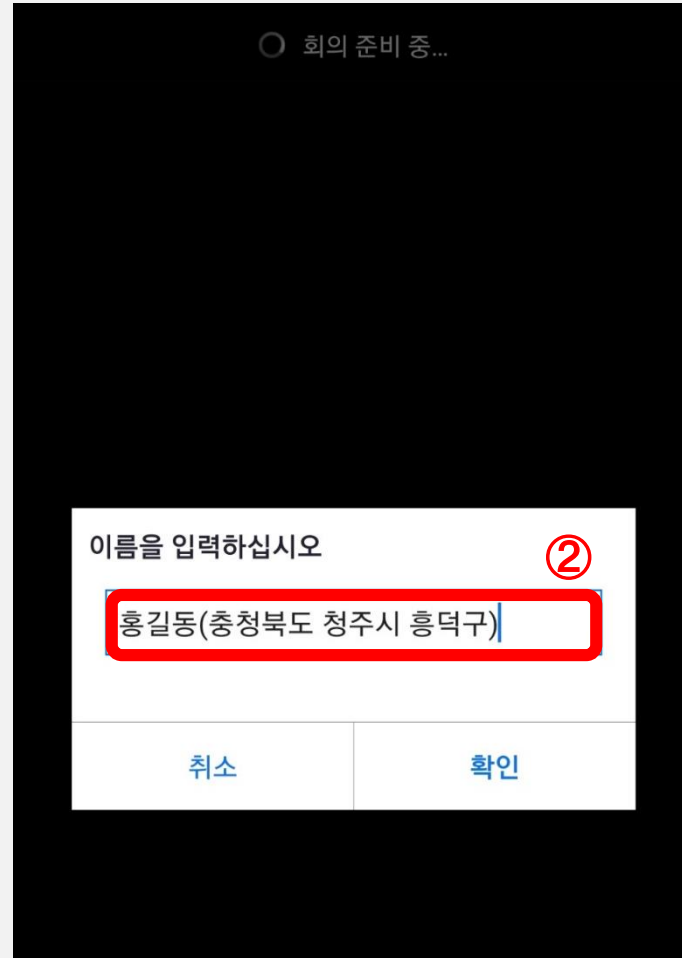 회의 준비 중...
이름을 입력하십시오
②
홍길동(충청북도 청주시 흥덕구)
취소 확인